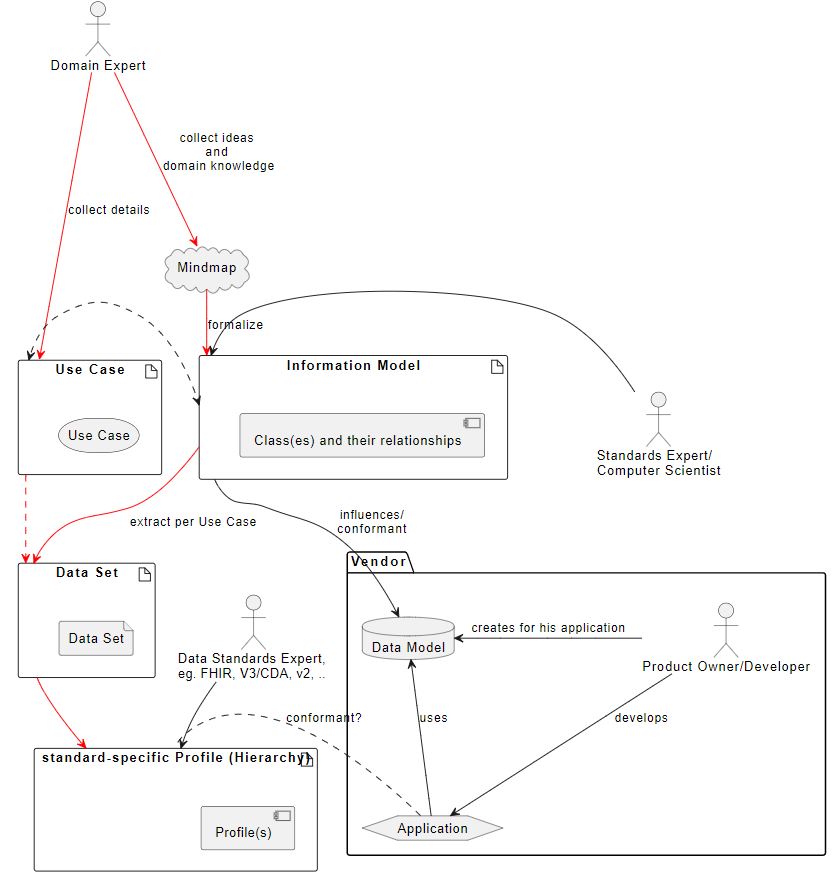 Domain Expert
collect ideas
and
domain knowledge
collect details
Mindmap
formalize
Use Case
Use Case
Information Model
Class(es) and their relationships
Standards Expert/
Computer Scientist
extract per Use Case
influences/
conformant
Data Set
Data Set
Data Standards Expert,
eg. FHIR, V3/CDA, v2, ..
Vendor
Data Model
creates for his application
Product Owner/Developer
conformant?
uses
develops
standard-specific Profile (Hierarchy)
Profile(s)
Application